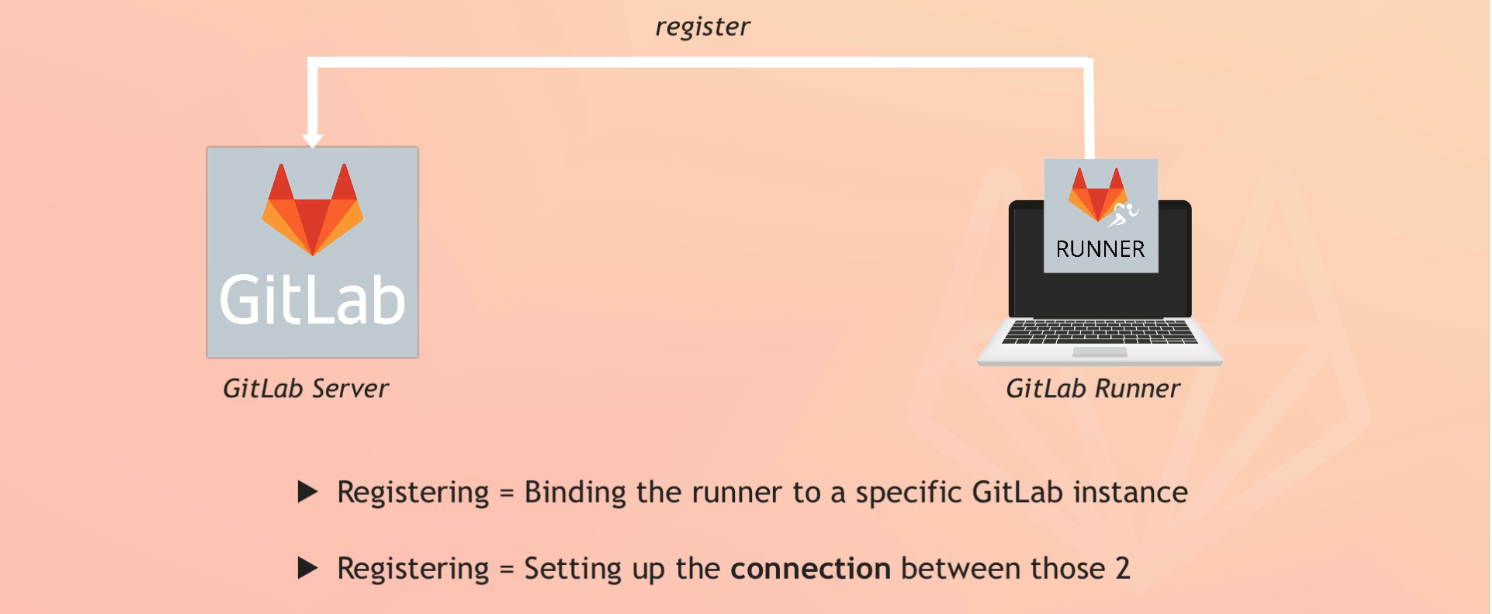 register
GitLab
RUNNER
GitLab Server
GitLab Runner
Registering = Binding the runner to a specific GitLab instance
Registering = Setting up the connection between those 2